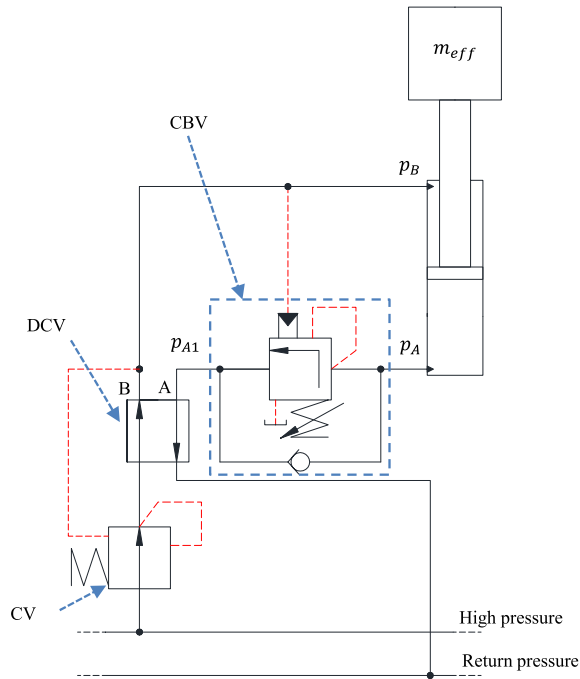 m_eff
CBV
p_B
DCV
p_A1
p_A
B A
CV
High pressure
Return pressure